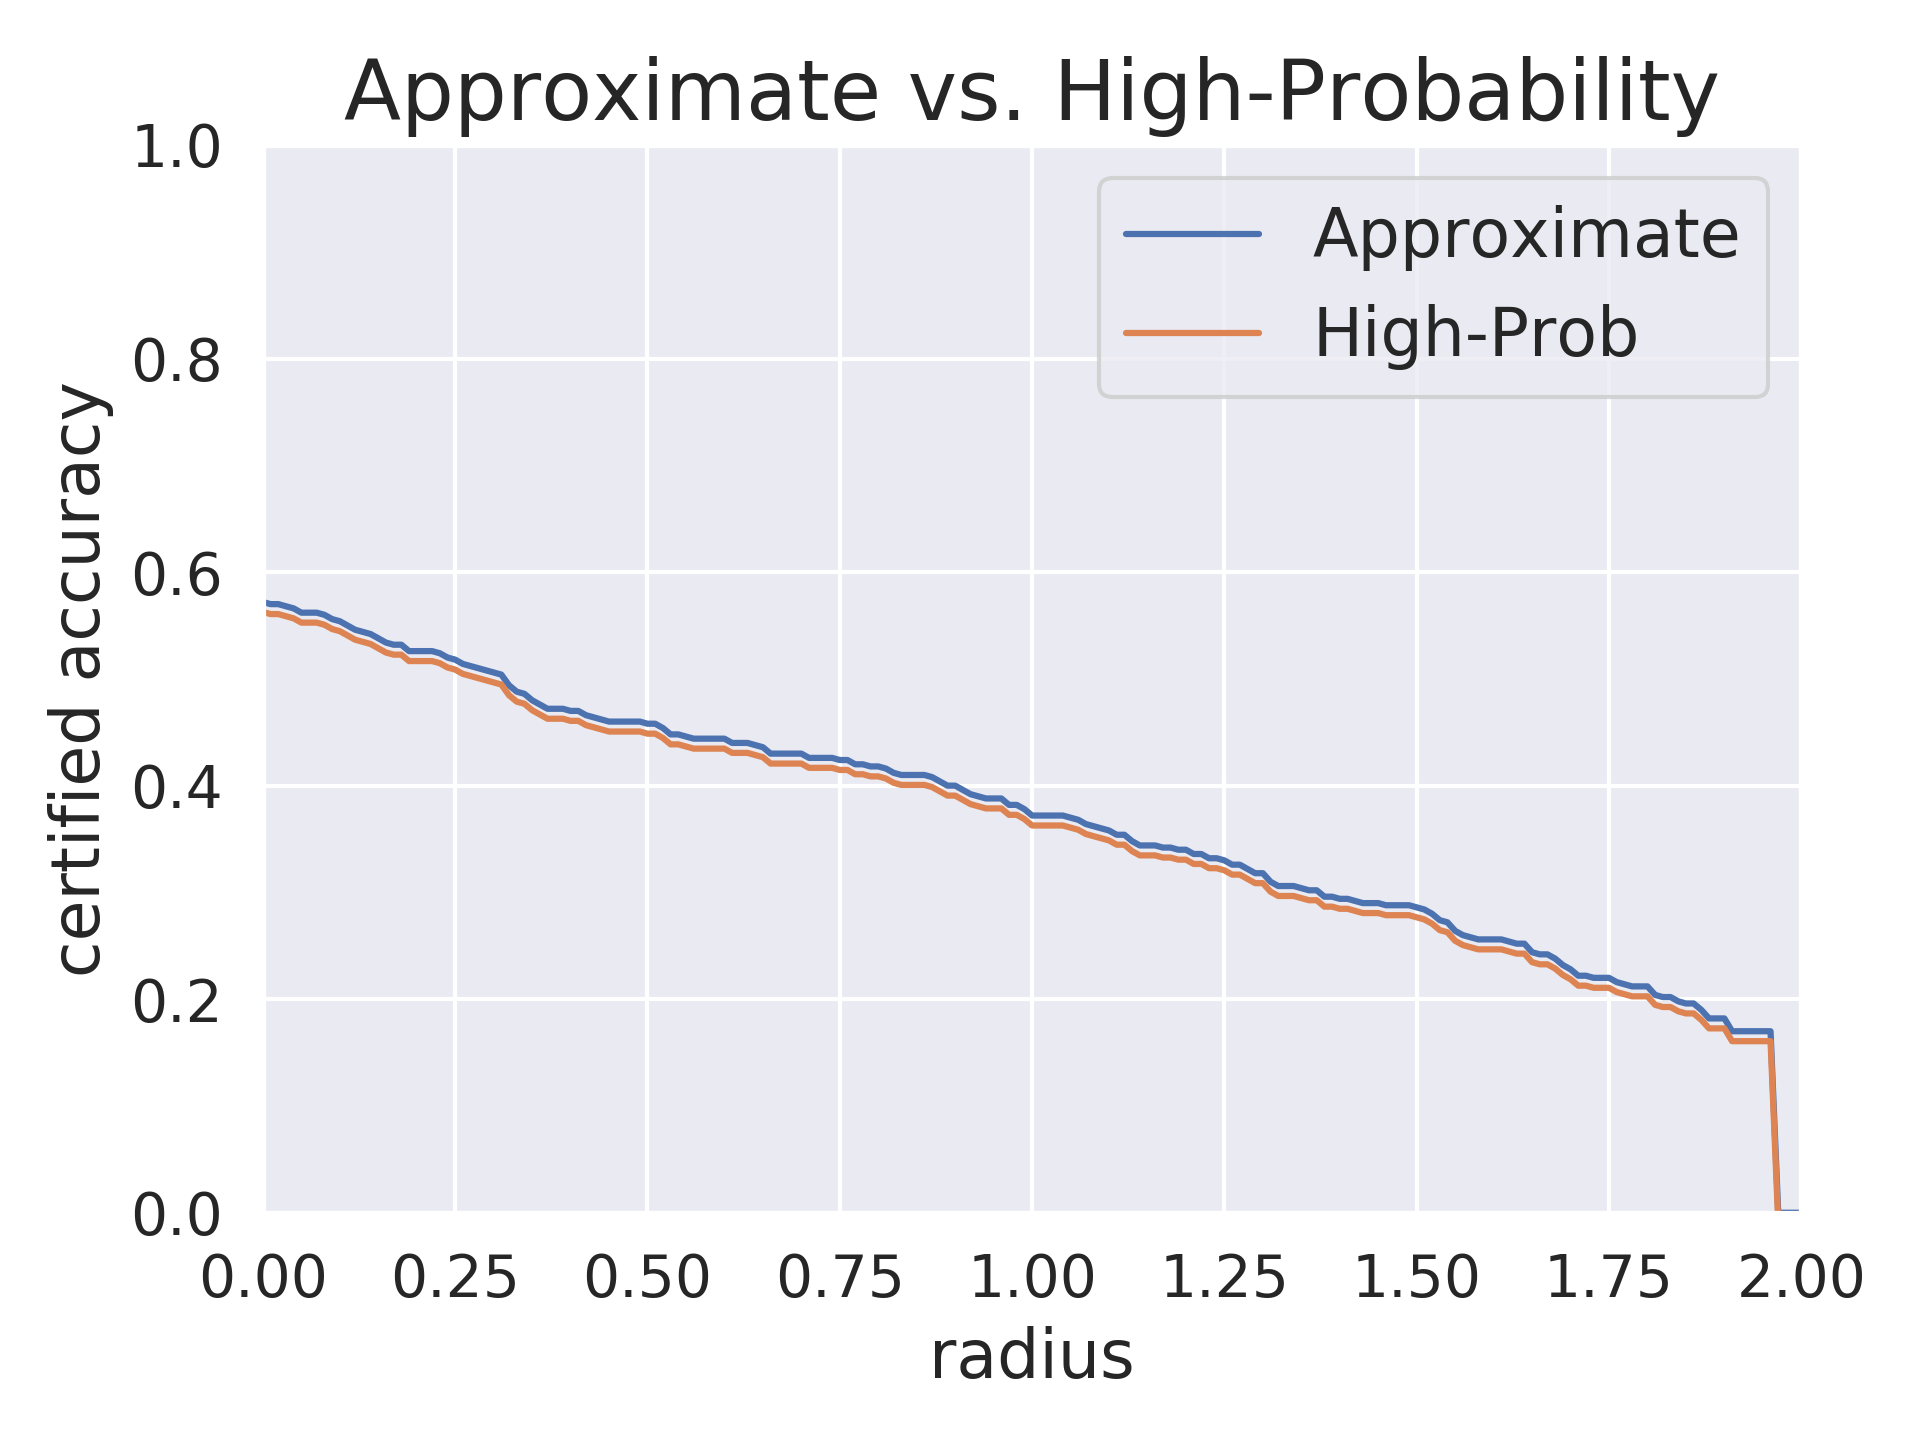 Approximate vs. High-Probability
1.0
0.8
0.6
0.4
0.2
0.0
certified accuracy
Approximate
High-Prob
0.00 0.25 0.50 0.75 1.00 1.25 1.50 1.75 2.00
radius